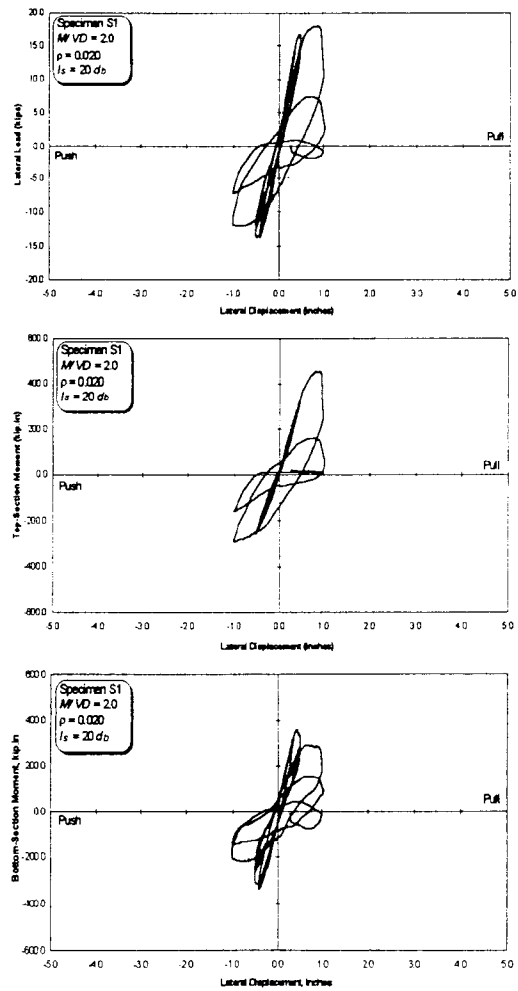 Specimen S1
M/VD = 2.0
ρ = 0.020
ls = 20 db
20.0
15.0
10.0
5.0
0.0
-5.0
-10.0
-15.0
20.0
Lateral Load (kips)
Push
Pull
-5.0 -4.0 -3.0 -2.0 -1.0 0.0 1.0 2.0 3.0 4.0 5.0
Lateral Displacement (inches)
Specimen S1
M/VD = 2.0
ρ = 0.020
ls = 20 db
600.0
400.0
200.0
0.0
-200.0
-400.0
-600.0
Top-Section Moment (kip.in)
Push
Pull
-5.0 -4.0 -3.0 -2.0 -1.0 0.0 1.0 2.0 3.0 4.0 5.0
Lateral Displacement (inches)
Specimen S1
M/VD = 2.0
ρ = 0.020
ls = 20 db
600.0
400.0
200.0
0.0
-200.0
-400.0
-600.0
Bottom-Section Moment, kip.in
Push
Pull
-5.0 -4.0 -3.0 -2.0 -1.0 0.0 1.0 2.0 3.0 4.0 5.0
Lateral Displacement, Inches